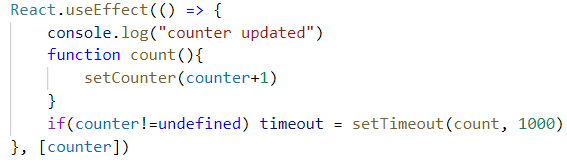 React.useEffect(() => {
    console.log("counter updated")
    function count(){
        setCounter(counter+1)
    }
    if(counter!=undefined) timeout = setTimeout(count, 1000)
}, [counter])